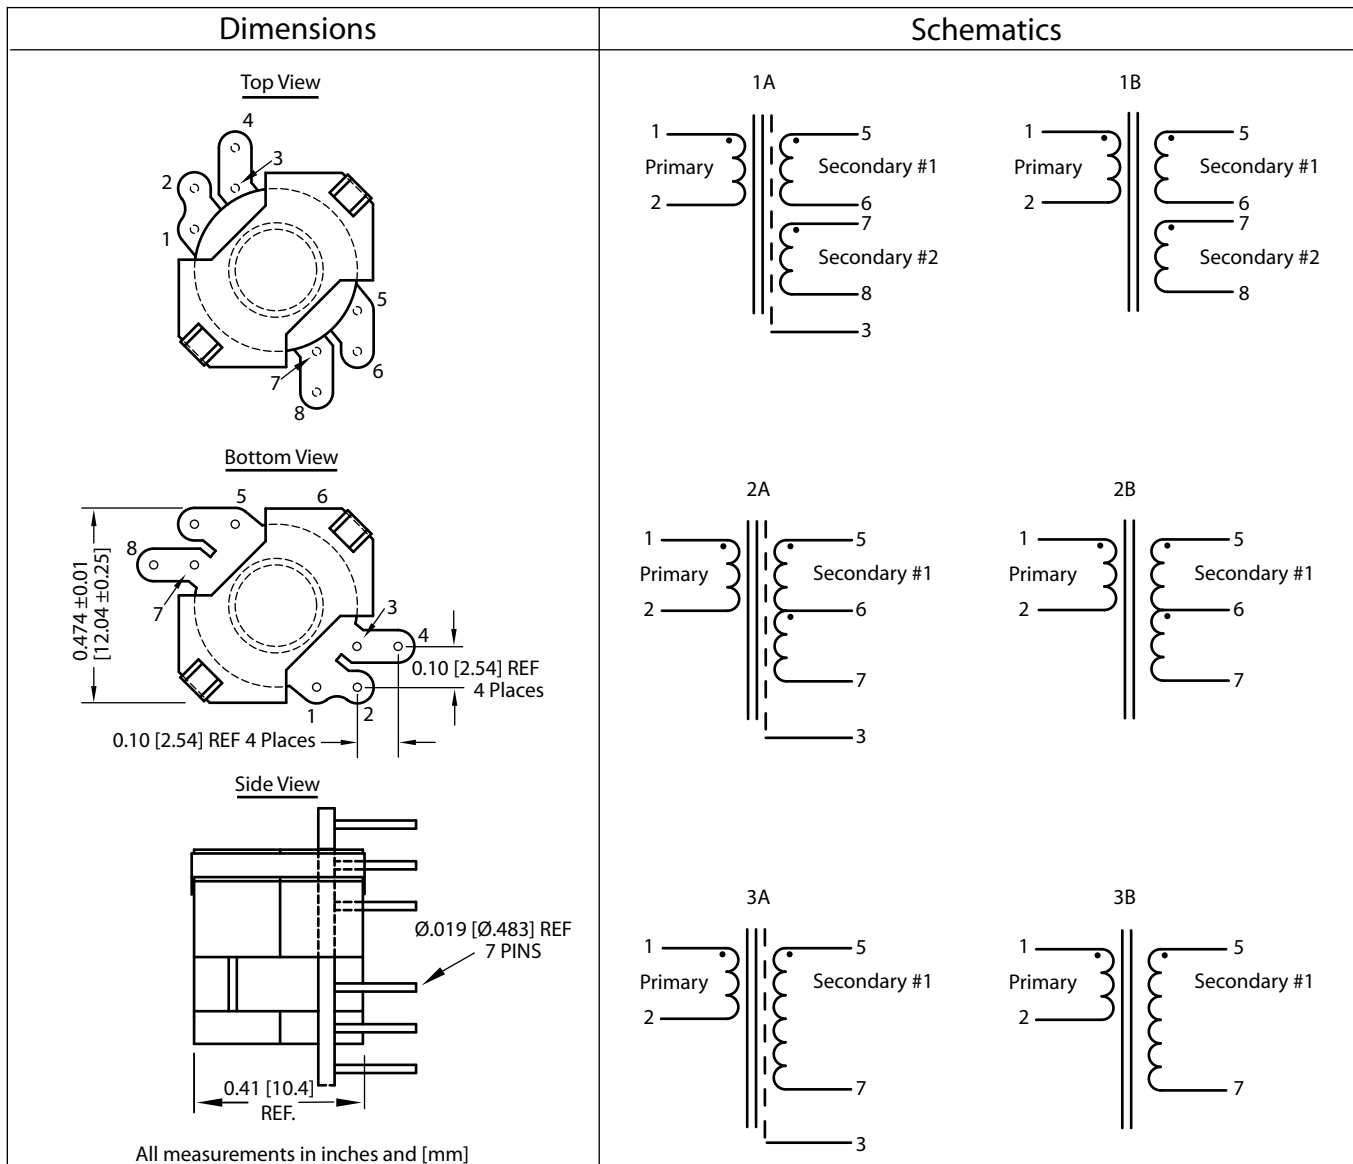 Dimensions
Schematics
Top View
4
3
2
1
5
7
6
8
Bottom View
5
6
8
7
3
4
0.474 ±0.01
[12.04 ±0.25]
0.10 [2.54] REF
4 Places
1
2
0.10 [2.54] REF 4 Places
Side View
Ø.019 [Ø.483] REF
7 PINS
0.41 [10.4]
REF.
All measurements in inches and [mm]
1A
1
Primary
2
5
Secondary #1
6
7
Secondary #2
8
3
1B
1
Primary
2
5
Secondary #1
6
7
Secondary #2
8
2A
1
Primary
2
5
Secondary #1
6
7
3
2B
1
Primary
2
5
Secondary #1
6
7
3A
1
Primary
2
5
Secondary #1
7
3
3B
1
Primary
2
5
Secondary #1
7